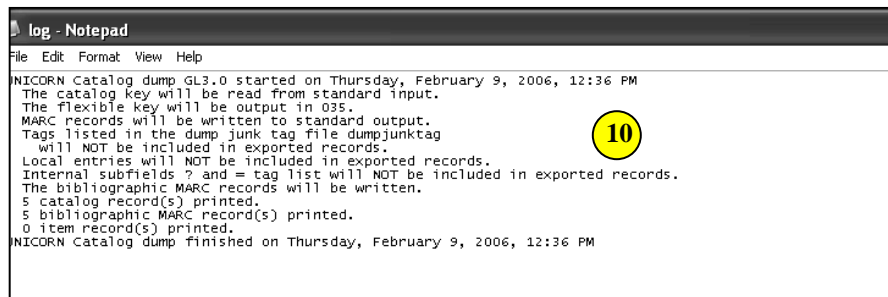 log - Notepad
File Edit Format View Help
UNICORN Catalog dump GL3.0 started on Thursday, February 9, 2006, 12:36 PM
The catalog key will be read from standard input.
The flexible key will be output in 035.
MARC records will be written to standard output.
Tags listed in the dump junk tag file dumpjunktag
will NOT be included in exported records.
Local entries will NOT be included in exported records.
Internal subfields ? and = tag list will NOT be included in exported records.
The bibliographic MARC records will be written.
5 catalog record(s) printed.
5 bibliographic MARC record(s) printed.
0 item record(s) printed.
UNICORN Catalog dump finished on Thursday, February 9, 2006, 12:36 PM
10